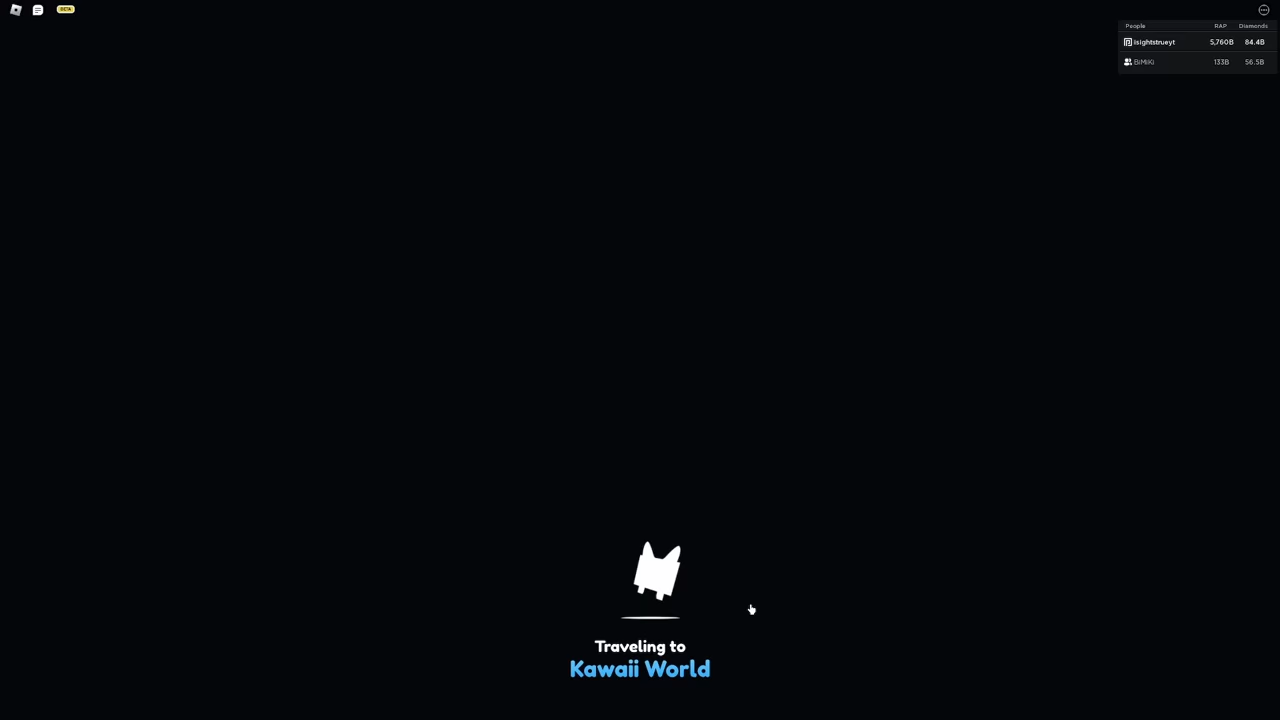 BETA
People RAP Diamonds
isightstrueyt 5,760B 84.4B
BiMiKi 133B 56.5B
Traveling to
Kawaii World